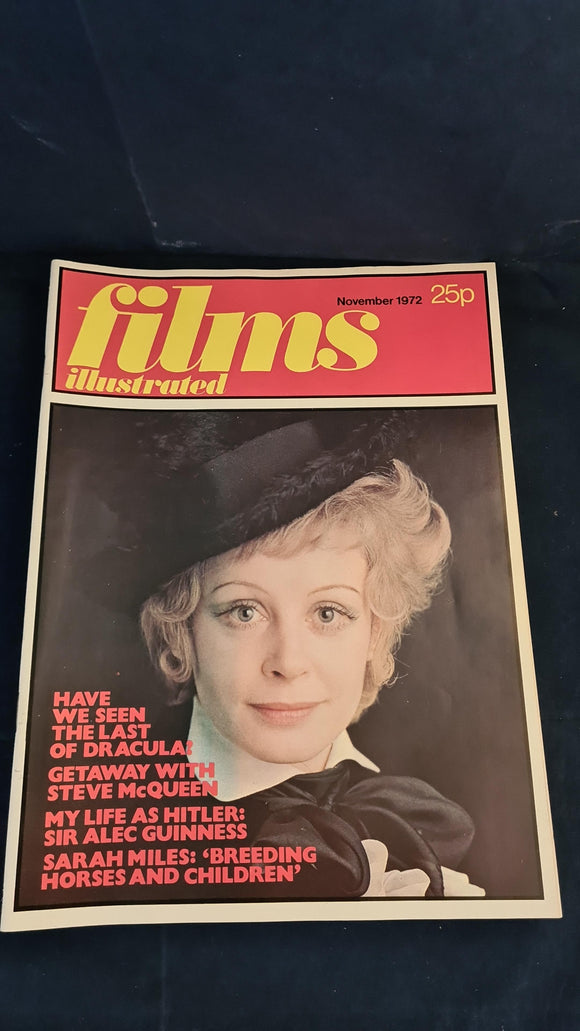 films
illustrated
November 1972 25p
HAVE
WE SEEN
THE LAST
OF DRACULA?
GETAWAY WITH
STEVE McQUEEN
MY LIFE AS HITLER:
SIR ALEC GUINNESS
SARAH MILES: ‘BREEDING
HORSES AND CHILDREN’